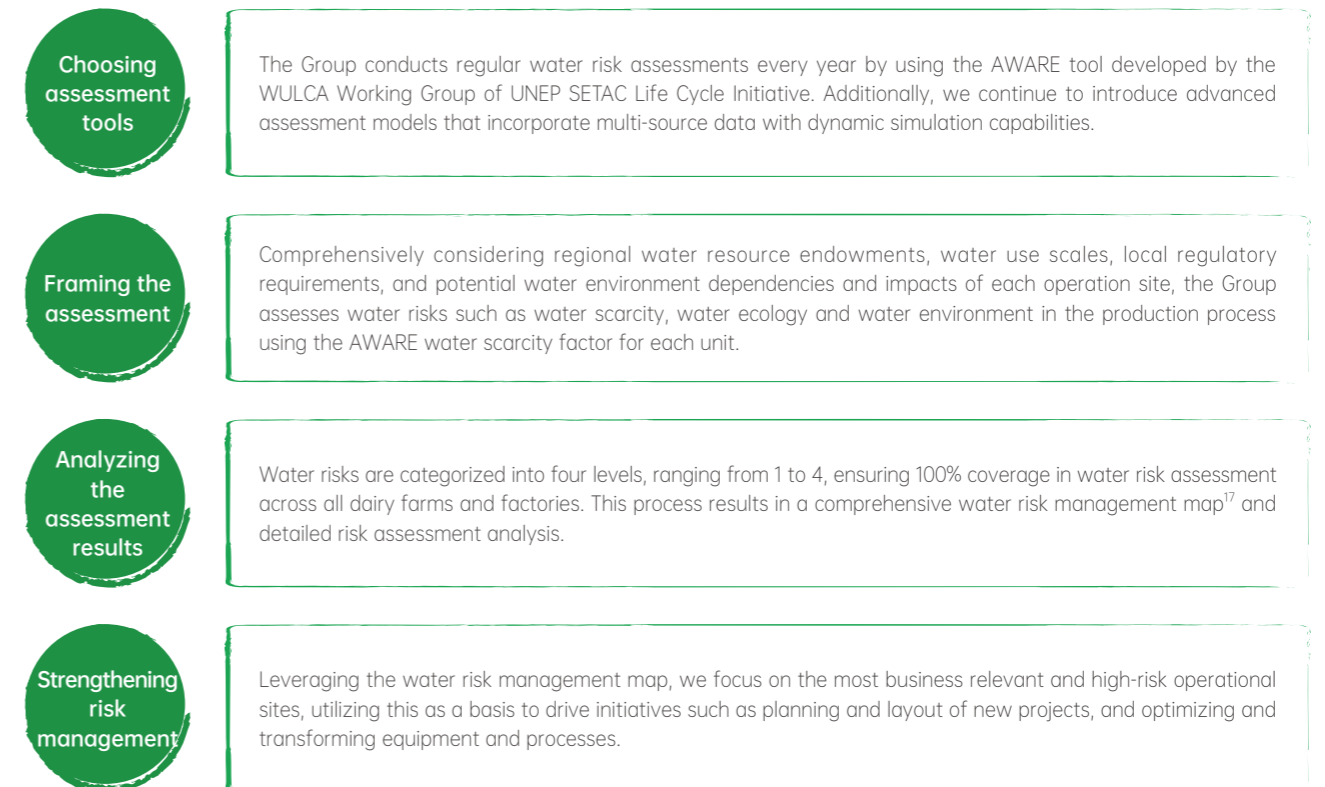 Choosing
assessment
tools
The Group conducts regular water risk assessments every year by using the AWARE tool developed by the
WULCA Working Group of UNEP SETAC Life Cycle Initiative. Additionally, we continue to introduce advanced
assessment models that incorporate multi-source data with dynamic simulation capabilities.
Framing the
assessment
Comprehensively considering regional water resource endowments, water use scales, local regulatory
requirements, and potential water environment dependencies and impacts of each operation site, the Group
assesses water risks such as water scarcity, water ecology and water environment in the production process
using the AWARE water scarcity factor for each unit.
Analyzing
the
assessment
results
Water risks are categorized into four levels, ranging from 1 to 4, ensuring 100% coverage in water risk assessment
across all dairy farms and factories. This process results in a comprehensive water risk management map17 and
detailed risk assessment analysis.
Strengthening
risk
management
Leveraging the water risk management map, we focus on the most business relevant and high-risk operational
sites, utilizing this as a basis to drive initiatives such as planning and layout of new projects, and optimizing and
transforming equipment and processes.